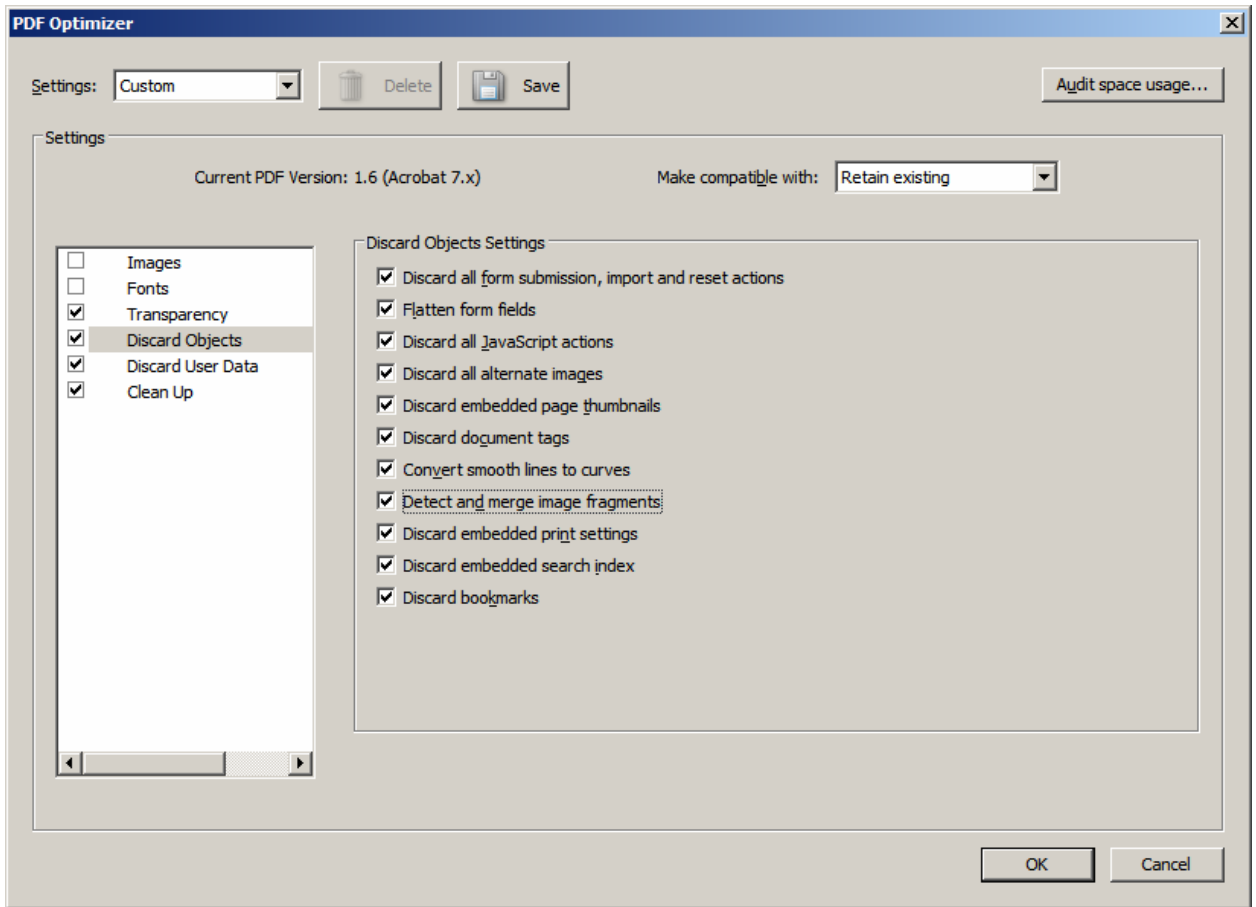 PDF Optimizer
Settings: Custom Delete Save Audit space usage...
Settings
Current PDF Version: 1.6 (Acrobat 7.x) Make compatible with: Retain existing
Discard Objects Settings
Images
Fonts
Transparency
Discard Objects
Discard User Data
Clean Up
Discard all form submission, import and reset actions
Flatten form fields
Discard all JavaScript actions
Discard all alternate images
Discard embedded page thumbnails
Discard document tags
Convert smooth lines to curves
Detect and merge image fragments
Discard embedded print settings
Discard embedded search index
Discard bookmarks
OK Cancel